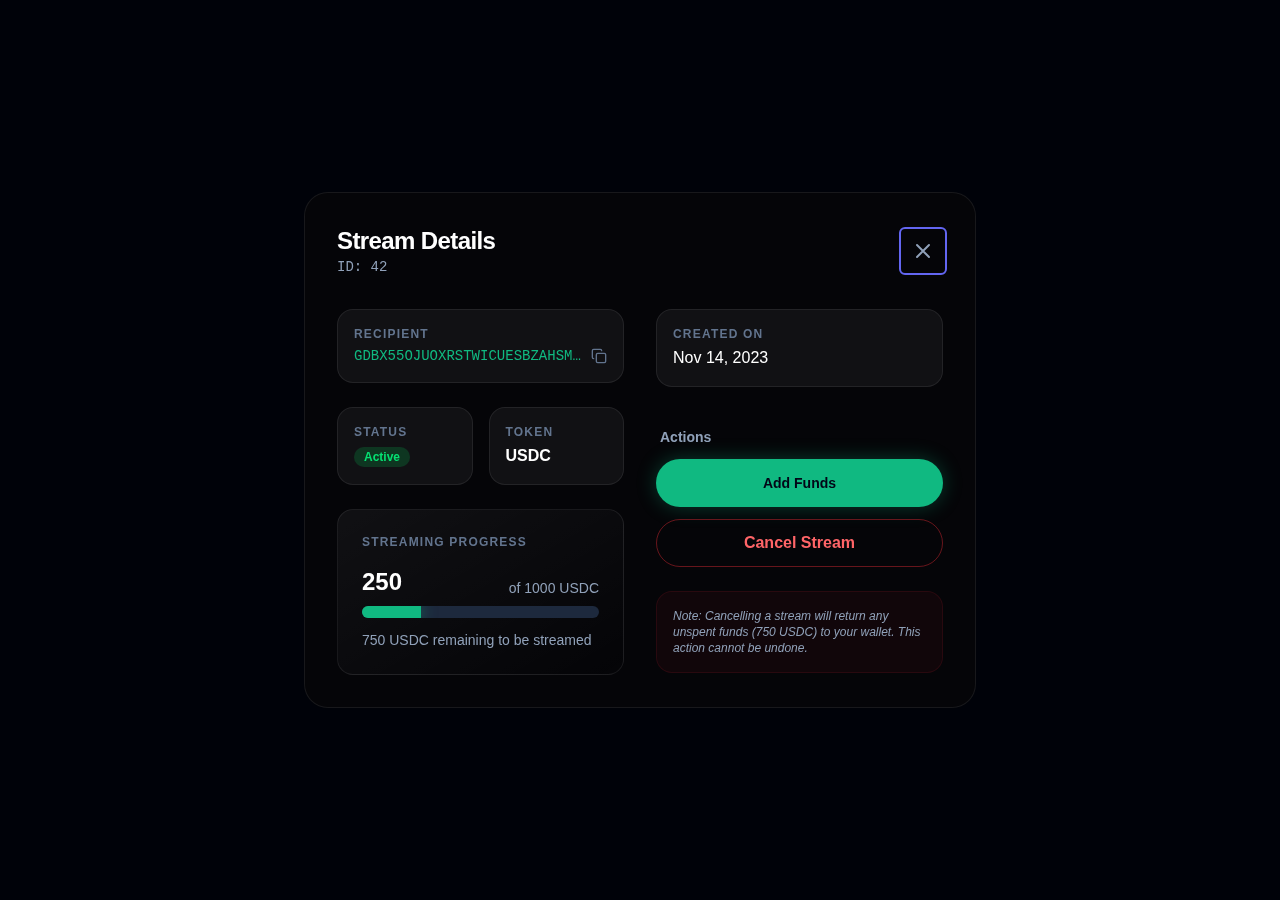 Stream Details
ID: 42
RECIPIENT
GDBX55OJUOXRSTWICUESBZAHSM…
STATUS
Active
TOKEN
USDC
STREAMING PROGRESS
250
of 1000 USDC
750 USDC remaining to be streamed
CREATED ON
Nov 14, 2023
Actions
Add Funds
Cancel Stream
Note: Cancelling a stream will return any
unspent funds (750 USDC) to your wallet. This
action cannot be undone.